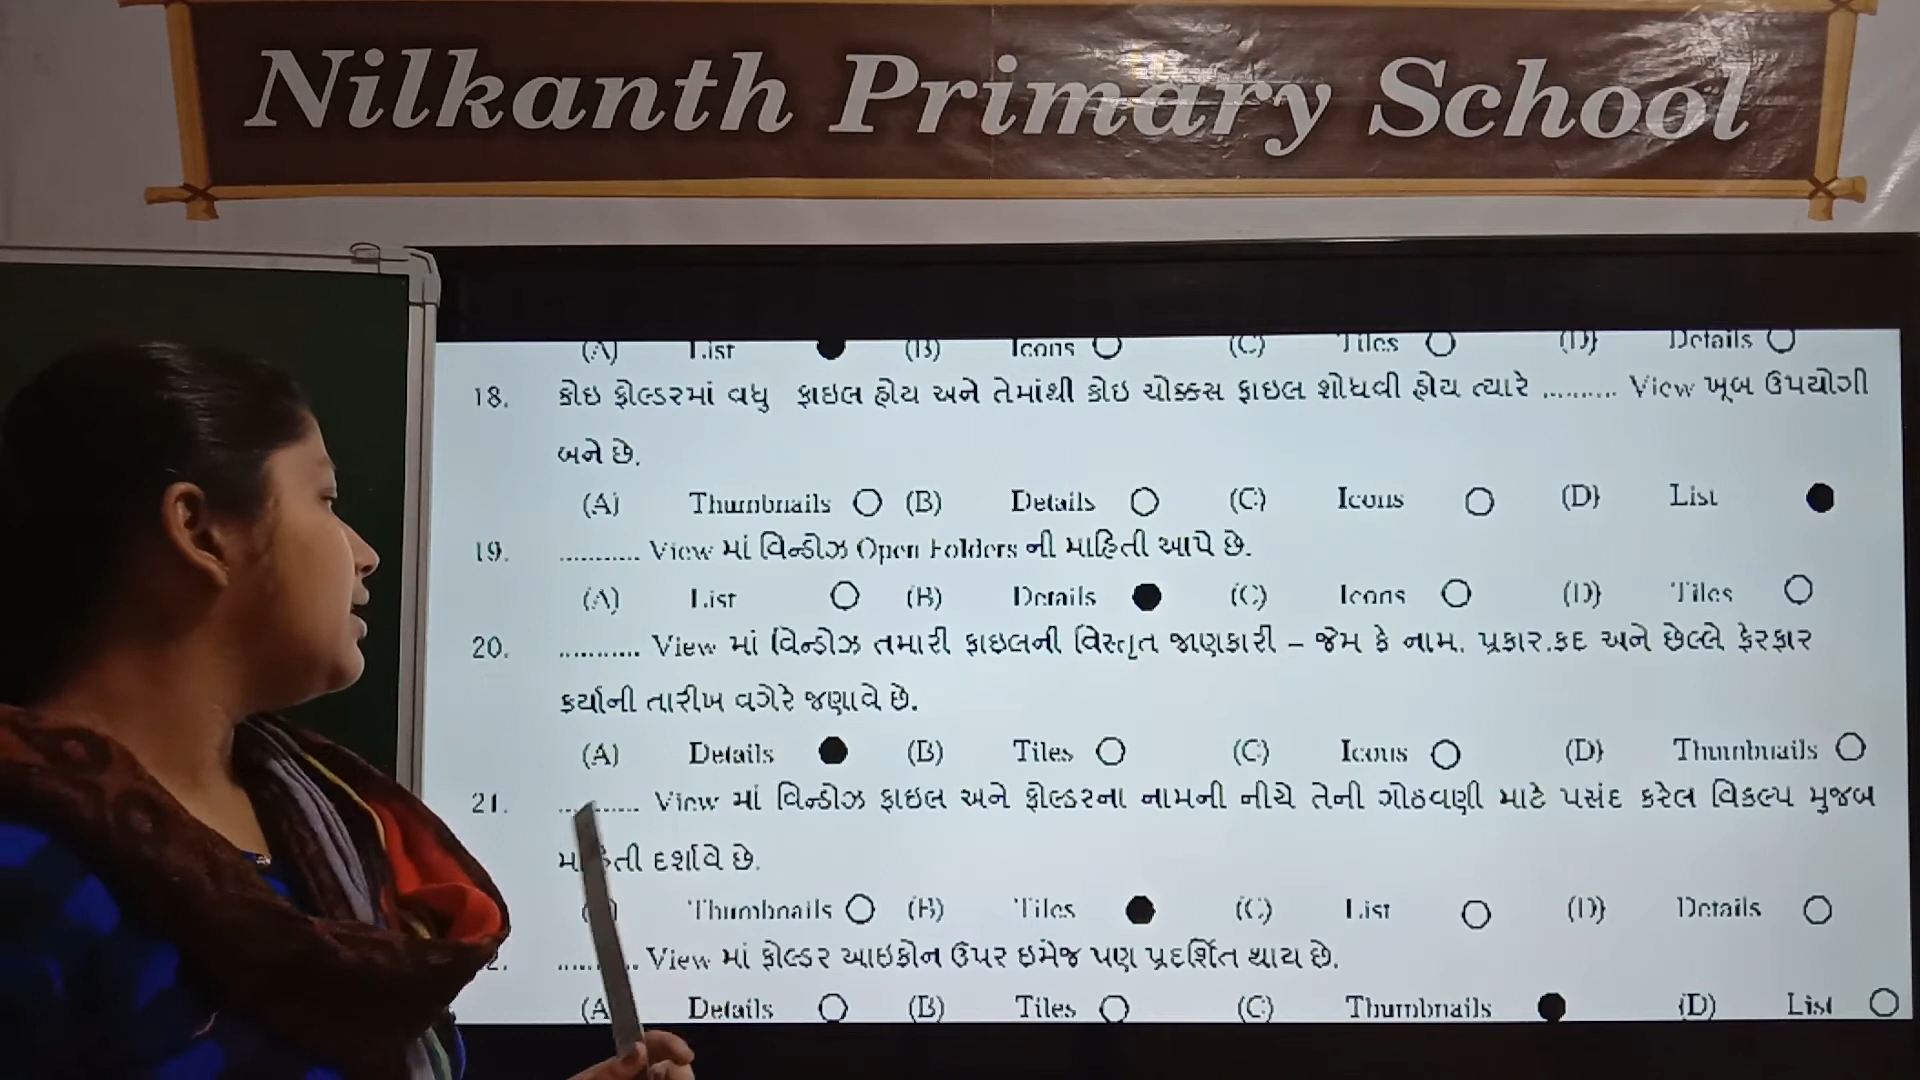 Nilkanth Primary School
(A) List ● (B) Icons ○ (C) Tiles ○ (D) Details ○
18. કોઇ ફોલ્ડરમાં વધુ ફાઇલ હોય અને તેમાંથી કોઇ ચોક્કસ ફાઇલ શોધવી હોય ત્યારે .......... View ખૂબ ઉપયોગી
બને છે.
(A) Thumbnails ○ (B) Details ○ (C) Icons ○ (D) List ●
19. ........... View માં વિન્ડોઝ Open Folders ની માહિતી આપે છે.
(A) List ○ (B) Details ● (C) Icons ○ (D) Tiles ○
20. ........... View માં વિન્ડોઝ તમારી ફાઇલની વિસ્તૃત જાણકારી – જેમ કે નામ. પ્રકાર.કદ અને છેલ્લે ફેરફાર
કર્યાની તારીખ વગેરે જણાવે છે.
(A) Details ● (B) Tiles ○ (C) Icons ○ (D) Thumbnails ○
21. ........... View માં વિન્ડોઝ ફાઇલ અને ફોલ્ડરના નામની નીચે તેની ગોઠવણી માટે પસંદ કરેલ વિકલ્પ મુજબ
માહિતી દર્શાવે છે.
Thumbnails ○ (B) Tiles ● (C) List ○ (D) Details ○
2. ........... View માં ફોલ્ડર આઇકોન ઉપર ઇમેજ પણ પ્રદર્શિત થાય છે.
(A Details ○ (B) Tiles ○ (C) Thumbnails ● (D) List ○